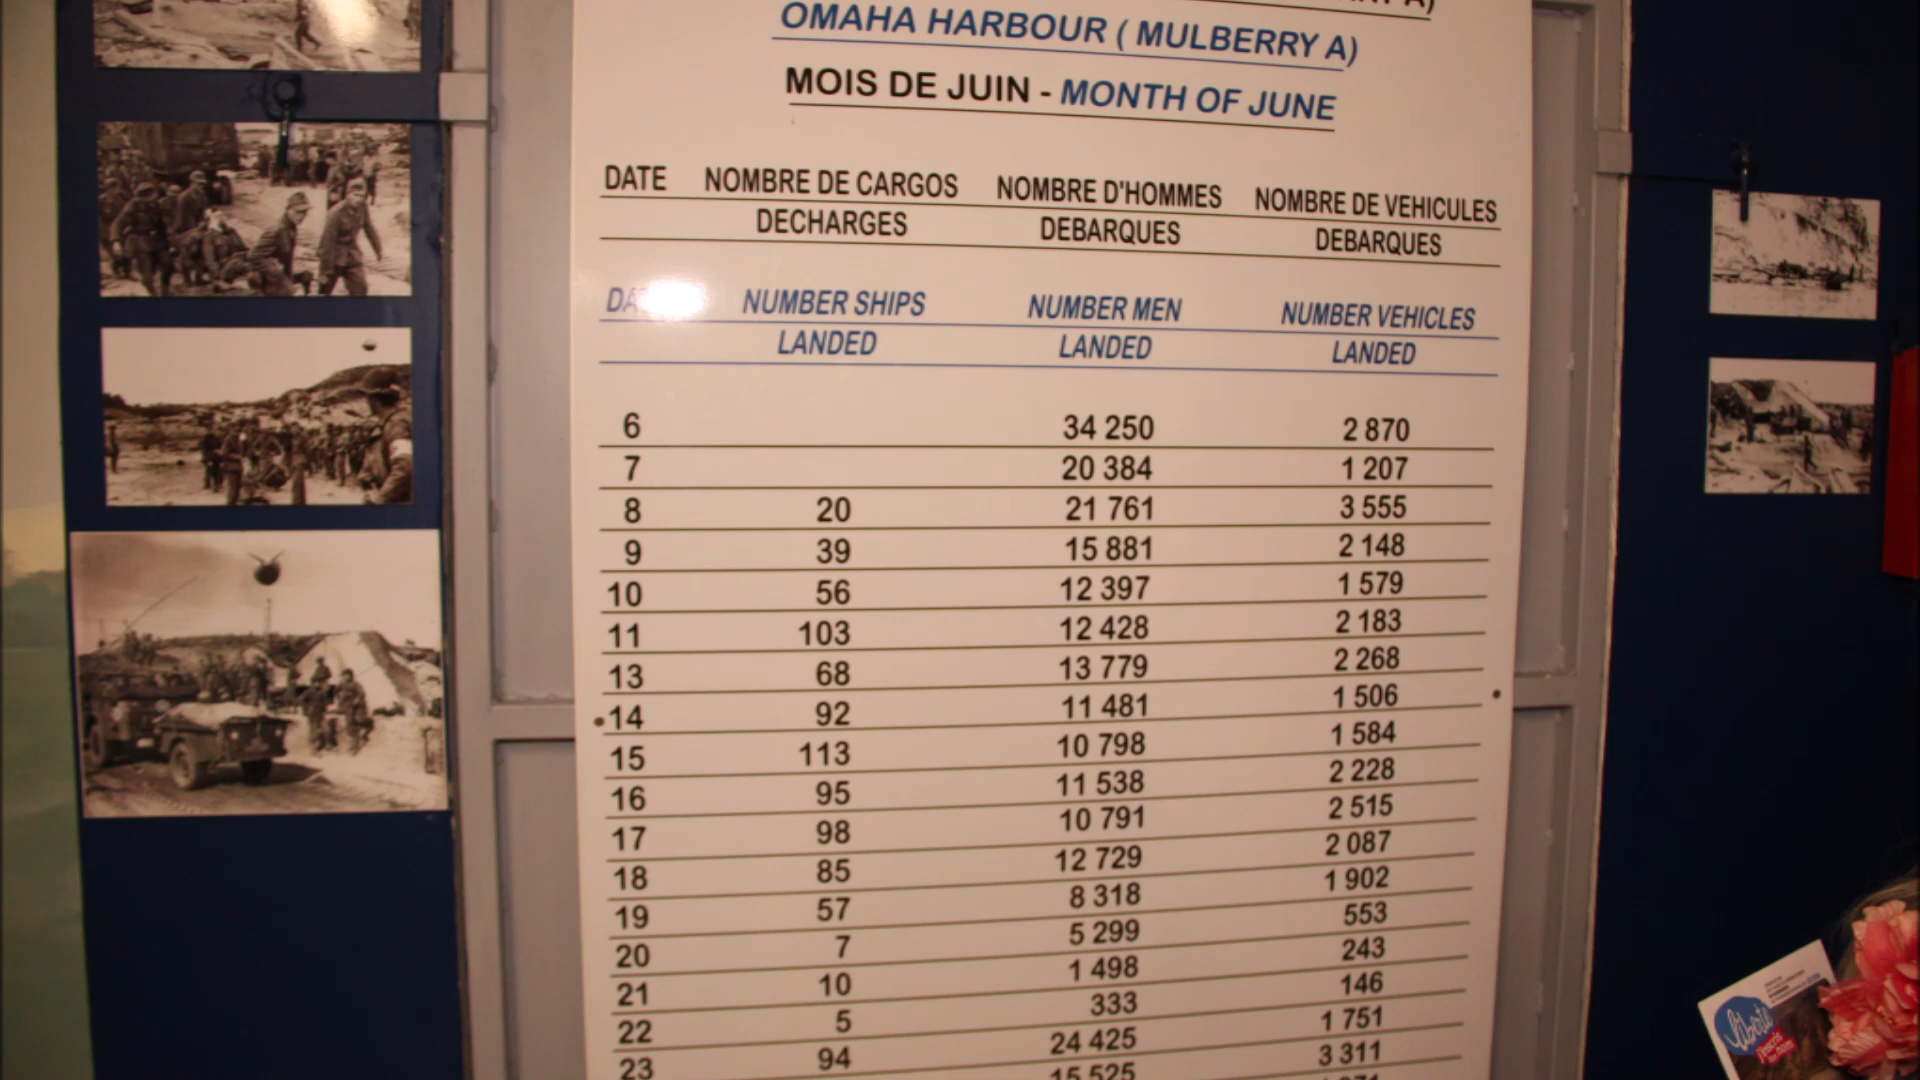 OMAHA HARBOUR ( MULBERRY A)
MOIS DE JUIN - MONTH OF JUNE
DATE NOMBRE DE CARGOS NOMBRE D'HOMMES NOMBRE DE VEHICULES
DECHARGES DEBARQUES DEBARQUES
NUMBER SHIPS NUMBER MEN NUMBER VEHICLES
LANDED LANDED LANDED
6 34 250 2 870
7 20 384 1 207
8 20 21 761 3 555
9 39 15 881 2 148
10 56 12 397 1 579
11 103 12 428 2 183
13 68 13 779 2 268
14 92 11 481 1 506
15 113 10 798 1 584
16 95 11 538 2 228
17 98 10 791 2 515
18 85 12 729 2 087
19 57 8 318 1 902
20 7 5 299 553
21 10 1 498 243
22 5 333 146
23 94 24 425 1 751
15 525 3 311
liberté